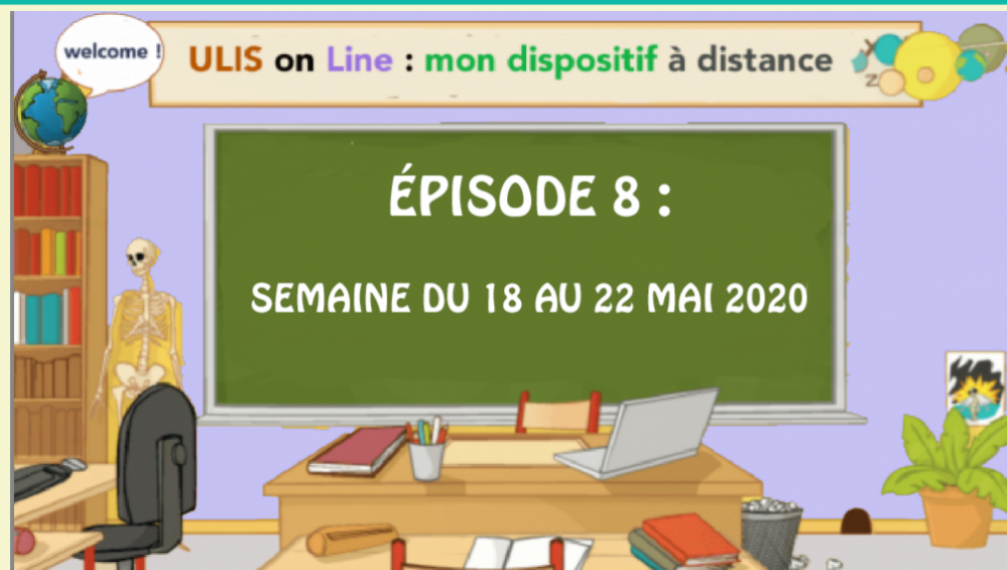 welcome !
ULIS on Line : mon dispositif à distance
ÉPISODE 8 :
SEMAINE DU 18 AU 22 MAI 2020